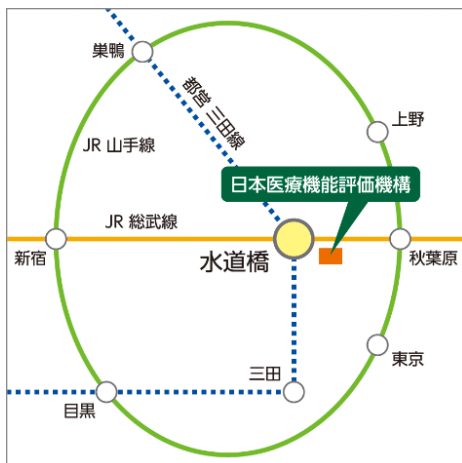 巣鴨
都営 三田線
上野
JR 山手線
日本医療機能評価機構
JR 総武線
新宿
水道橋
秋葉原
東京
三田
目黒